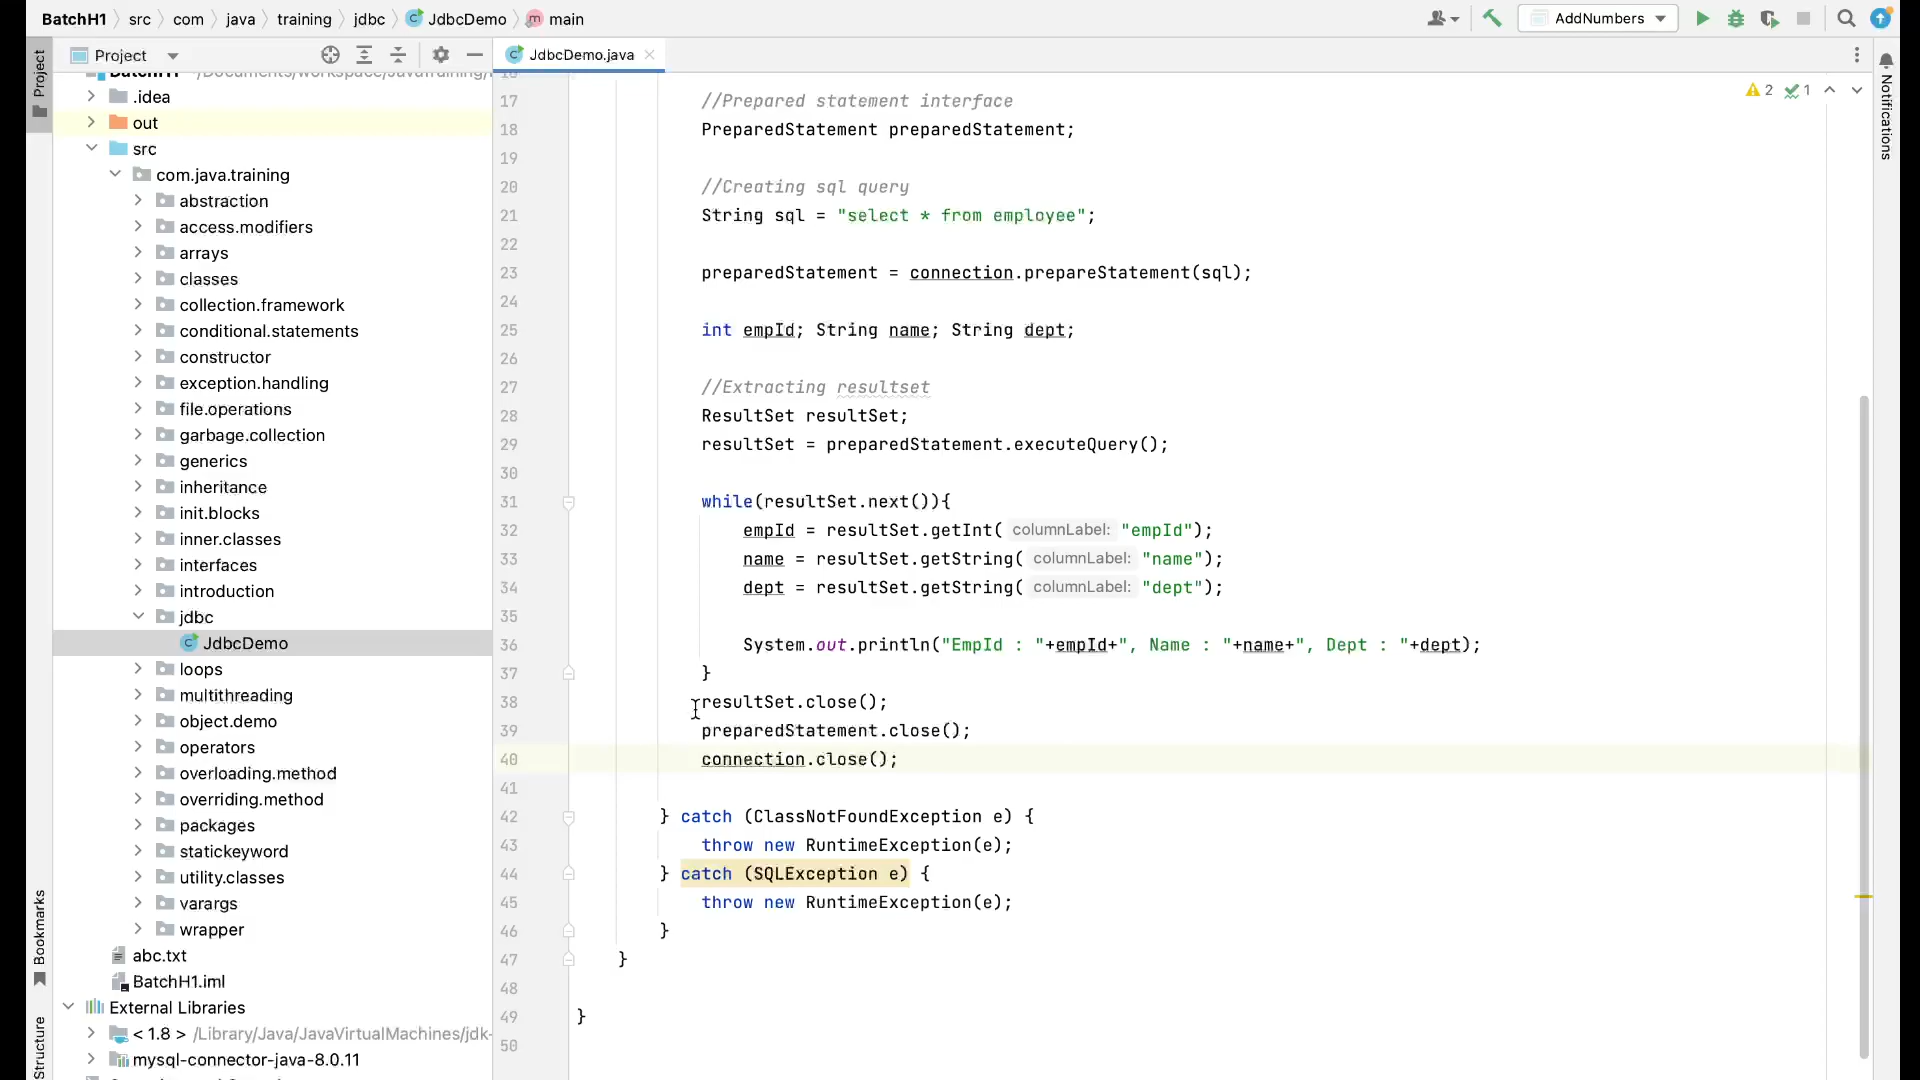 BatchH1 src com java training jdbc JdbcDemo main
AddNumbers
Project
JdbcDemo.java
.idea
out
src
com.java.training
abstraction
access.modifiers
arrays
classes
collection.framework
conditional.statements
constructor
exception.handling
file.operations
garbage.collection
generics
inheritance
init.blocks
inner.classes
interfaces
introduction
jdbc
JdbcDemo
loops
multithreading
object.demo
operators
overloading.method
overriding.method
packages
statickeyword
utility.classes
varargs
wrapper
abc.txt
BatchH1.iml
External Libraries
< 1.8 > /Library/Java/JavaVirtualMachines/jdk-
mysql-connector-java-8.0.11
Project
Bookmarks
Structure
17 //Prepared statement interface
18 PreparedStatement preparedStatement;
19
20 //Creating sql query
21 String sql = "select * from employee";
22
23 preparedStatement = connection.prepareStatement(sql);
24
25 int empId; String name; String dept;
26
27 //Extracting resultset
28 ResultSet resultSet;
29 resultSet = preparedStatement.executeQuery();
30
31 while(resultSet.next()){
32 empId = resultSet.getInt( columnLabel: "empId");
33 name = resultSet.getString( columnLabel: "name");
34 dept = resultSet.getString( columnLabel: "dept");
35
36 System.out.println("EmpId : "+empId+", Name : "+name+", Dept : "+dept);
37 }
38 resultSet.close();
39 preparedStatement.close();
40 connection.close();
41
42 } catch (ClassNotFoundException e) {
43 throw new RuntimeException(e);
44 } catch (SQLException e) {
45 throw new RuntimeException(e);
46 }
47 }
48
49 }
50
2 1
Notifications